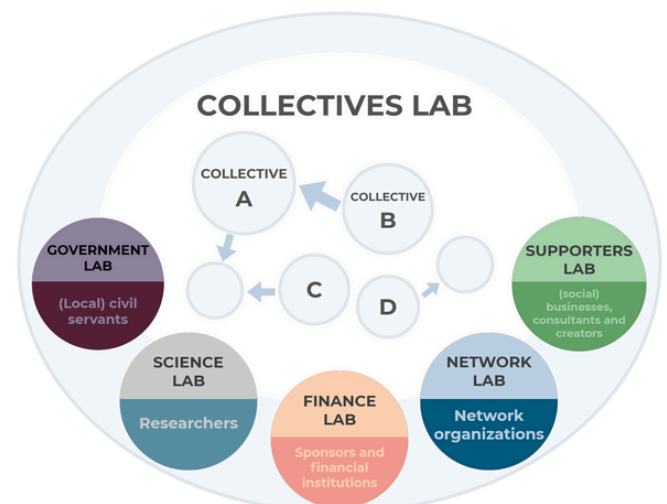 COLLECTIVES LAB
COLLECTIVE
A
COLLECTIVE
B
C
D
GOVERNMENT
LAB
(Local) civil
servants
SCIENCE
LAB
Researchers
FINANCE
LAB
Sponsors and
financial
institutions
NETWORK
LAB
Network
organizations
SUPPORTERS
LAB
(social)
businesses,
consultants and
creators